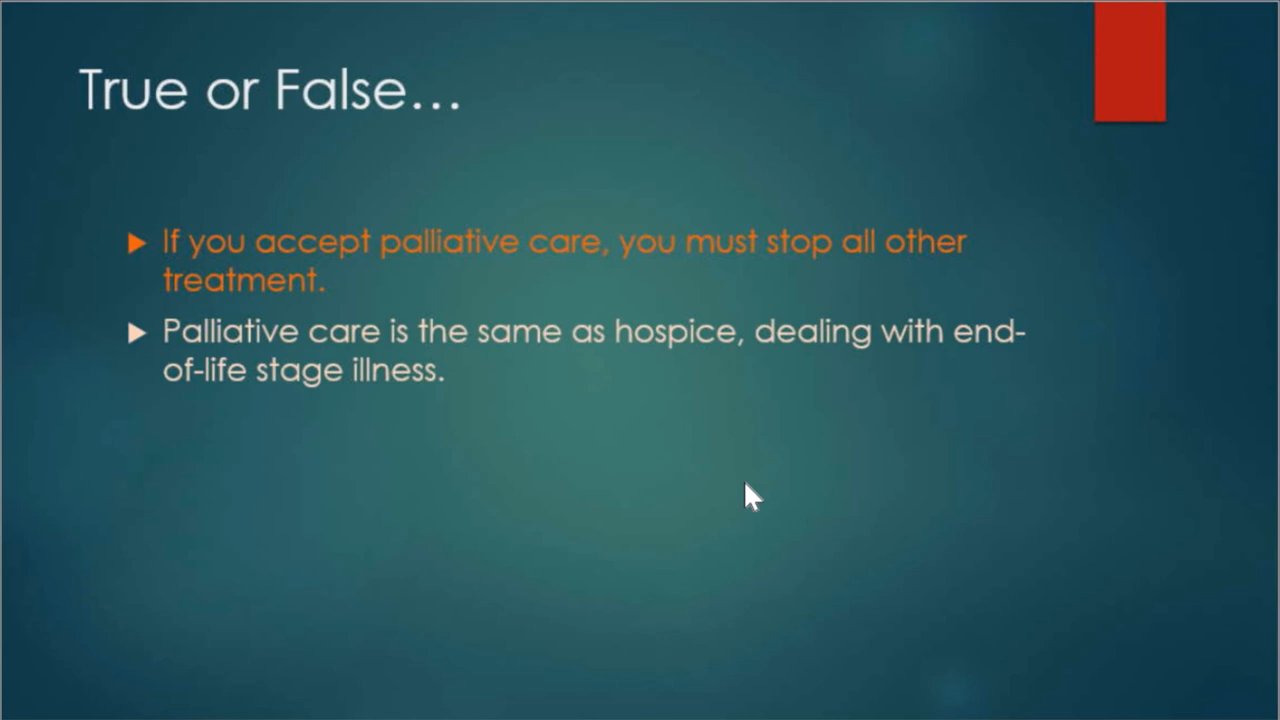 True or False...
If you accept palliative care, you must stop all other
treatment.
Palliative care is the same as hospice, dealing with end-
of-life stage illness.